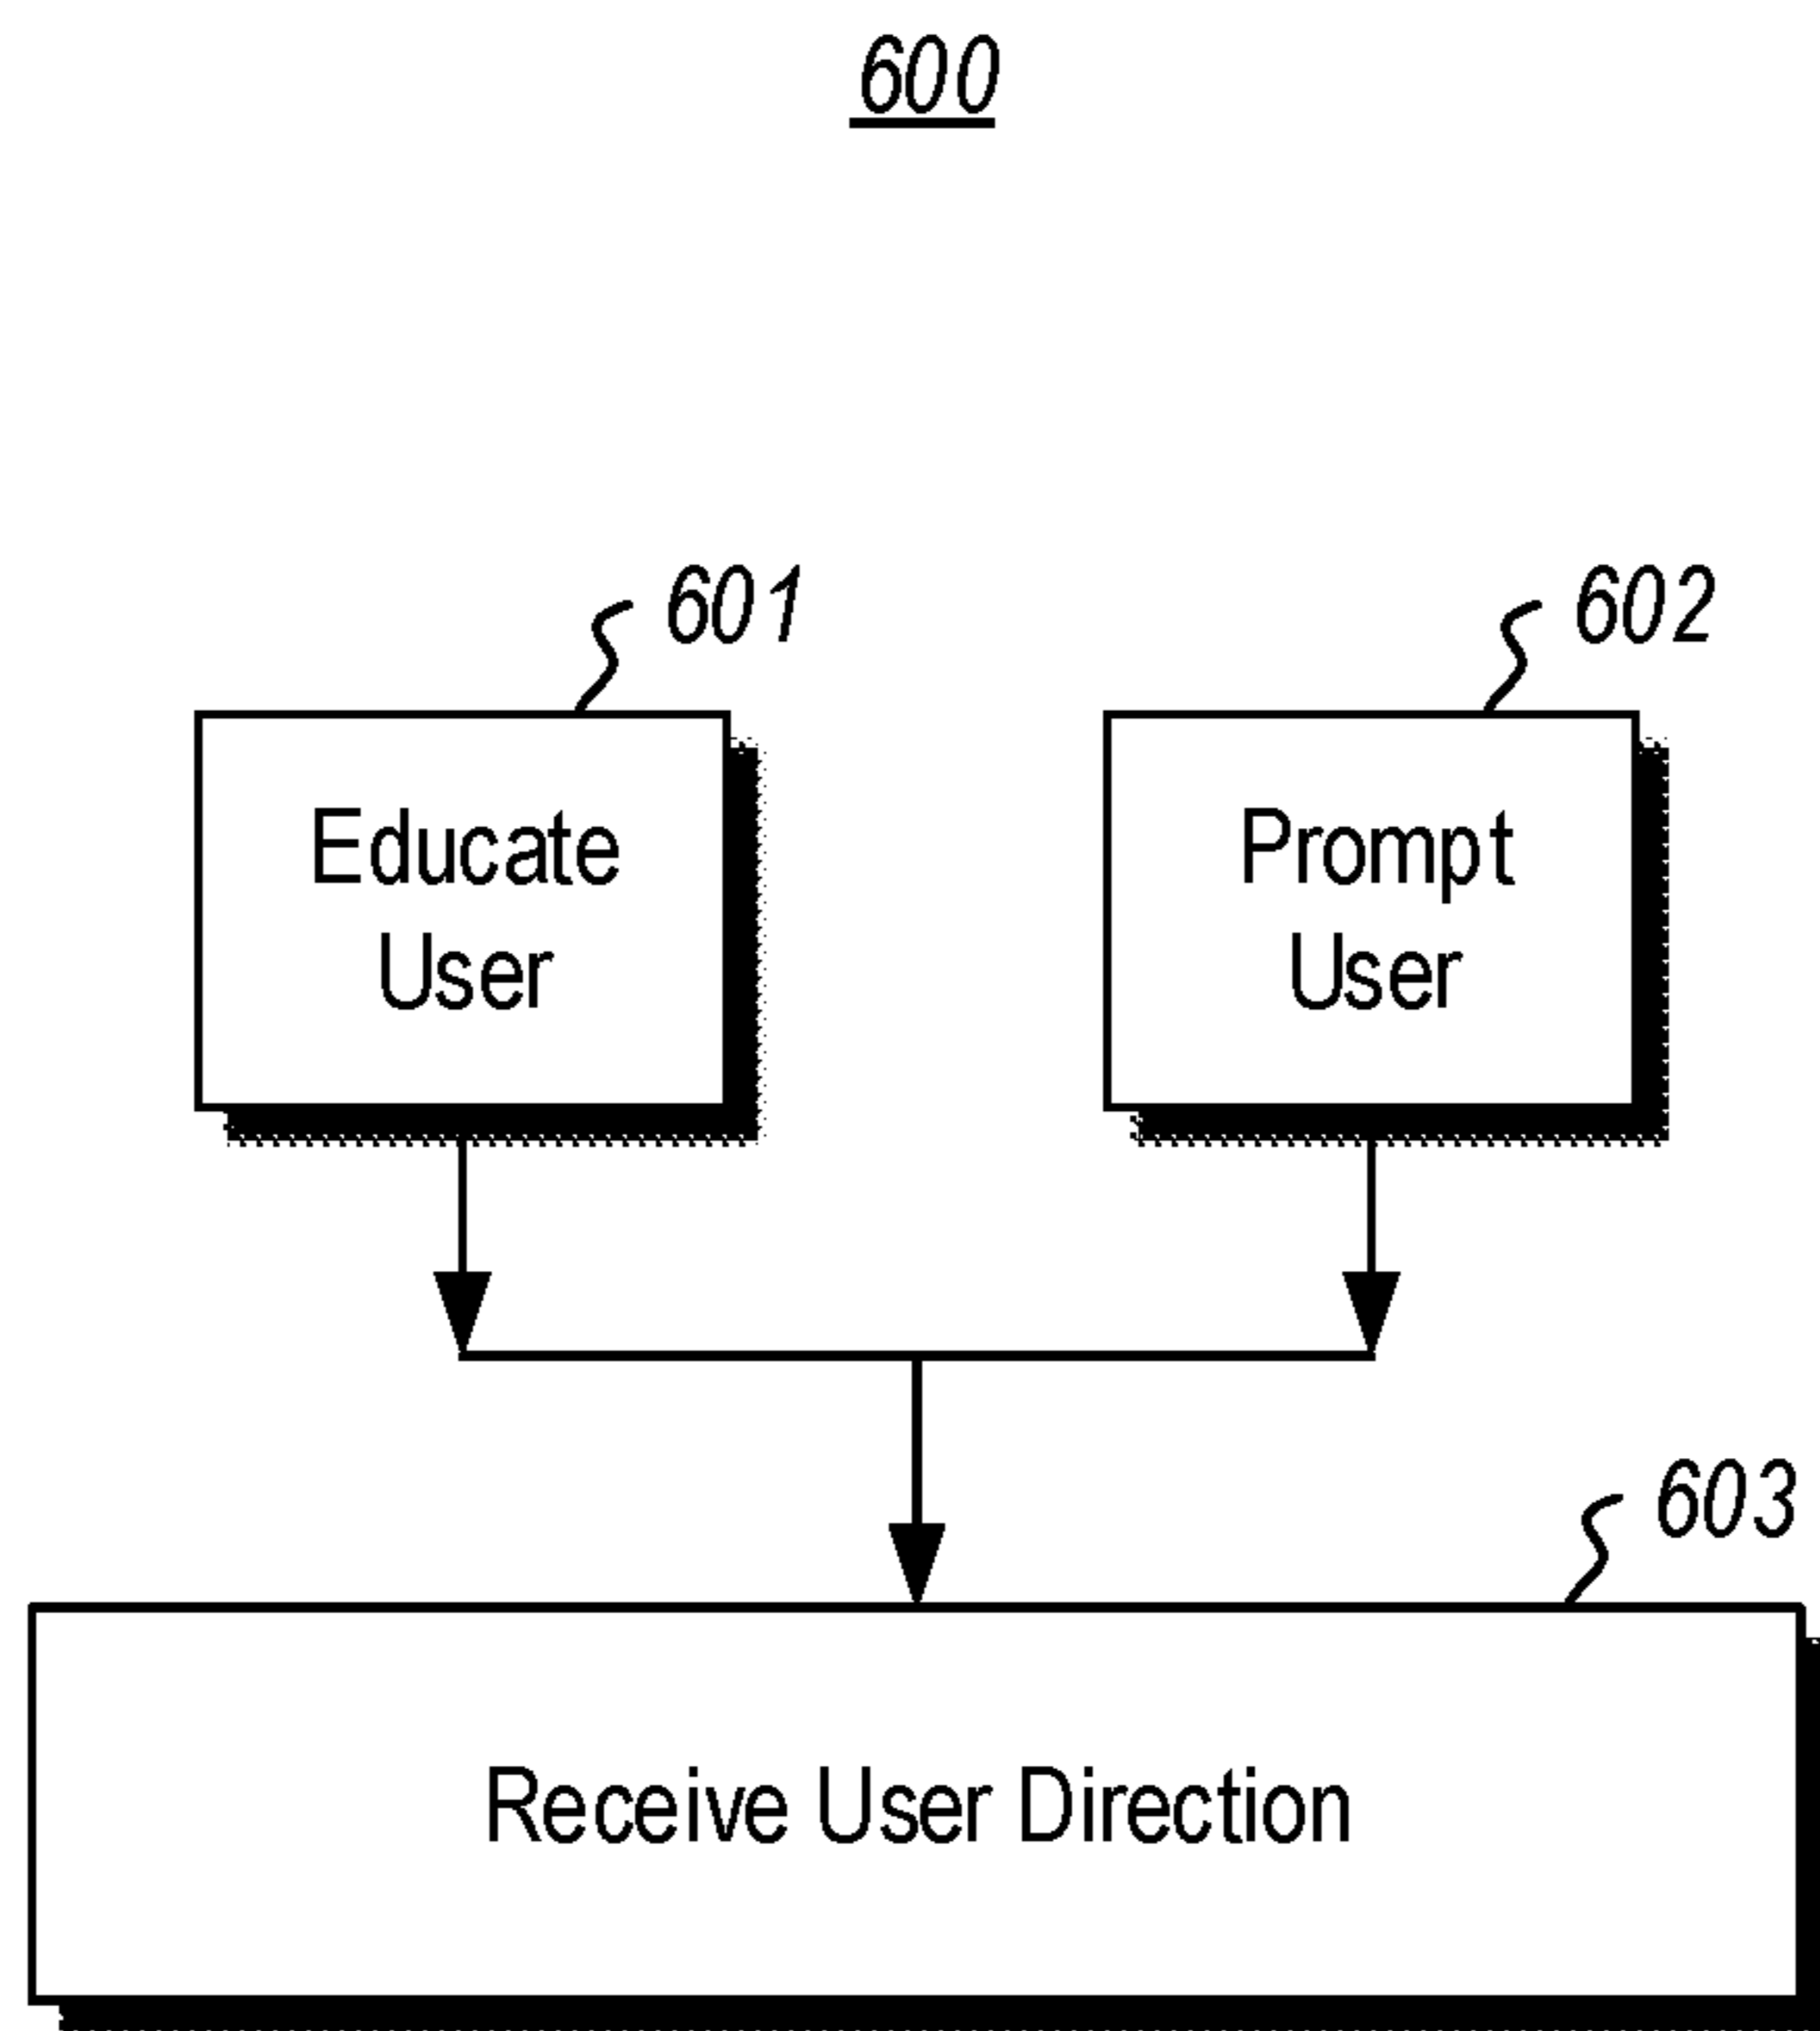 600
601
602
Educate
User
Prompt
User
603
Receive User Direction